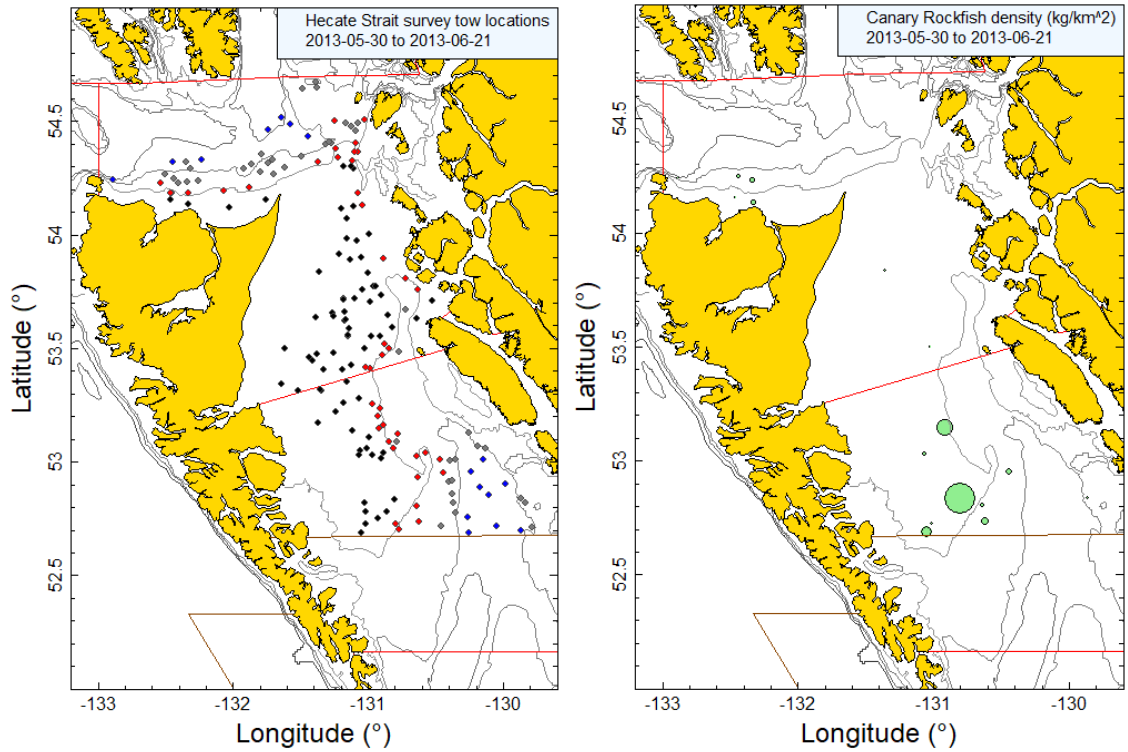 Hecate Strait survey tow locations
2013-05-30 to 2013-06-21
Latitude (°)
54.5
54
53.5
53
52.5
-133
-132
-131
-130
Longitude (°)
Canary Rockfish density (kg/km^2)
2013-05-30 to 2013-06-21
Latitude (°)
54.5
54
53.5
53
52.5
-133
-132
-131
-130
Longitude (°)